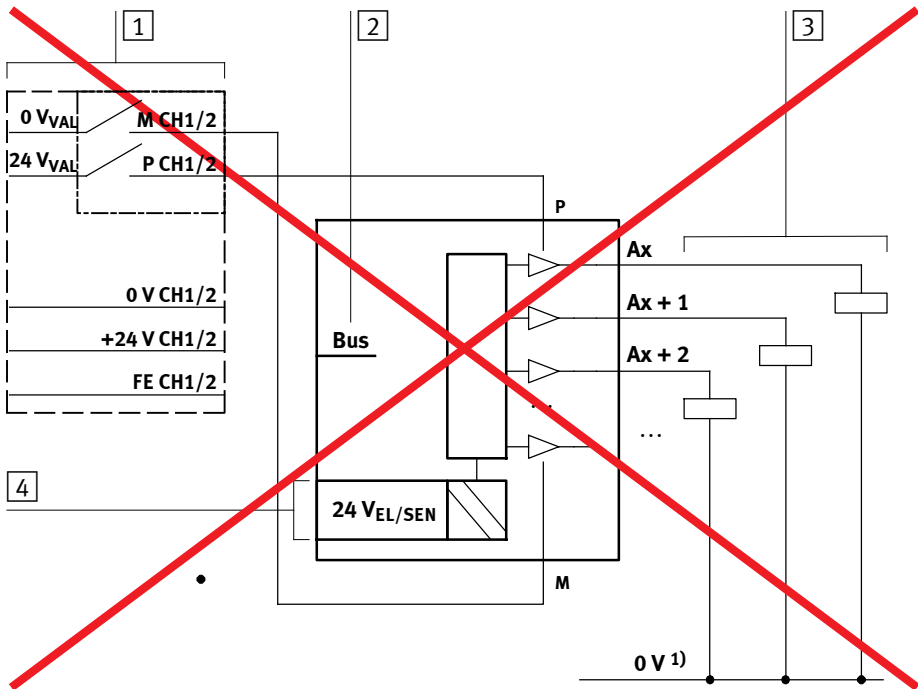 1
2
3
0 VVAL
M CH1/2
24 VVAL
P CH1/2
P
Ax
0 V CH1/2
Ax + 1
+24 V CH1/2
Bus
Ax + 2
FE CH1/2
...
...
4
24 VEL/SEN
M
0 V 1)